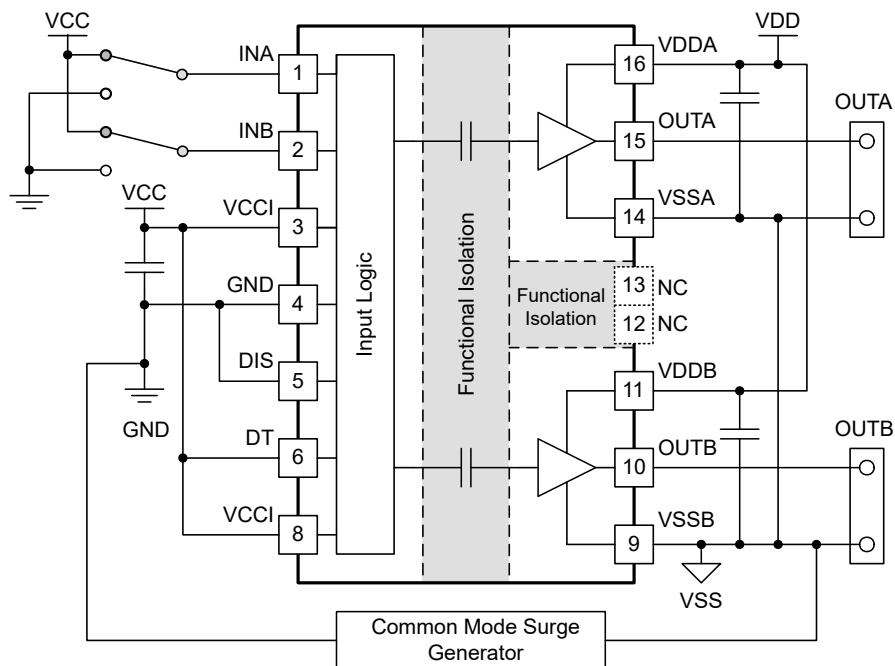 VCC
INA
1
INB
2
VCC
VCCI
3
GND
4
DIS
5
GND
DT
6
VCCI
8
Input Logic
Functional Isolation
Functional
Isolation
VDD
16
VDDA
OUTA
15
OUTA
14
VSSA
13
NC
12
NC
11
VDDB
OUTB
10
OUTB
9
VSSB
VSS
Common Mode Surge
Generator